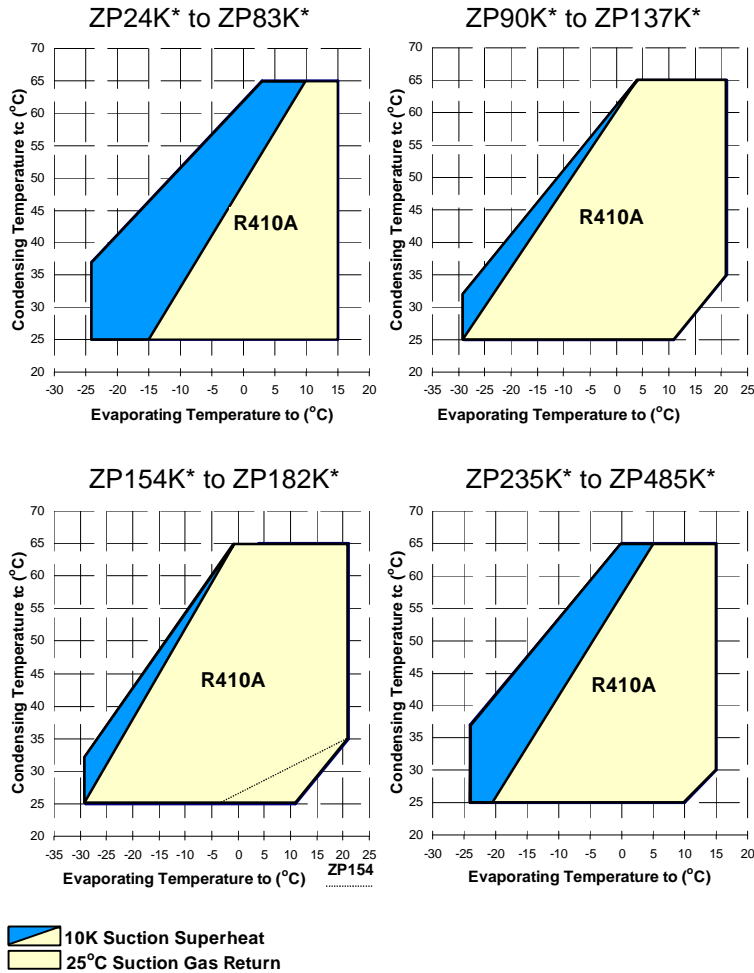 ZP24K* to ZP83K*
Condensing Temperature tc (°C)
70
65
60
55
50
45
40
35
30
25
20
R410A
-30 -25 -20 -15 -10 -5 0 5 10 15 20
Evaporating Temperature to (°C)
ZP90K* to ZP137K*
Condensing Temperature tc (°C)
70
65
60
55
50
45
40
35
30
25
20
R410A
-35 -30 -25 -20 -15 -10 -5 0 5 10 15 20 25
Evaporating Temperature to (°C)
ZP154K* to ZP182K*
Condensing Temperature tc (°C)
70
65
60
55
50
45
40
35
30
25
20
R410A
-35 -30 -25 -20 -15 -10 -5 0 5 10 15 20 25
Evaporating Temperature to (°C)
ZP154
ZP235K* to ZP485K*
Condensing Temperature tc (°C)
70
65
60
55
50
45
40
35
30
25
20
R410A
-30 -25 -20 -15 -10 -5 0 5 10 15 20
Evaporating Temperature to (°C)
10K Suction Superheat
25°C Suction Gas Return